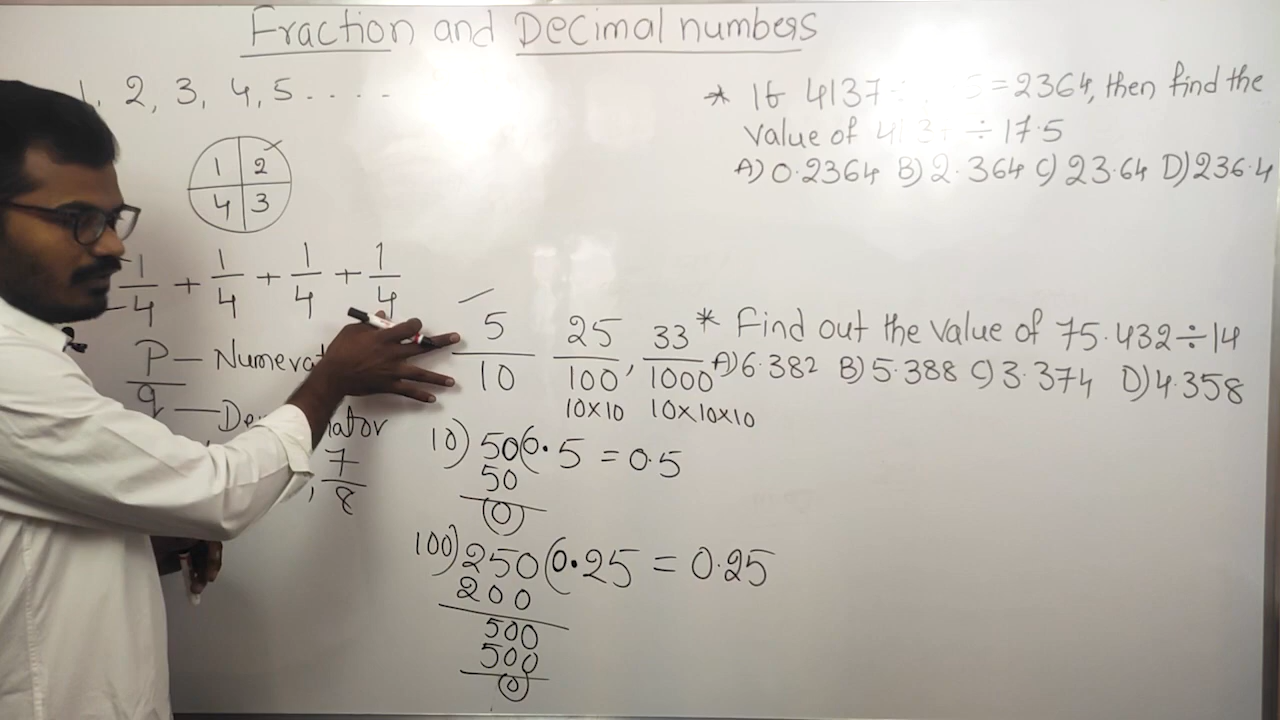 Fraction and Decimal numbers
1, 2, 3, 4, 5 . . . .
1 2
4 3
1/4 + 1/4 + 1/4 + 1/4
P —
q —
7/8
5/10 25/100, 33/1000
10x10 10x10x10
10) 50 (0.5 = 0.5
50
0
100) 250 (0.25 = 0.25
200
500
500
0
* If 4137 = 2364, then find the
Value of ÷ 17.5
A) 0.2364 B) 2.364 C) 23.64 D) 236.4
* Find out the value of 75.432÷14
A) 6.382 B) 5.388 C) 3.374 D) 4.358